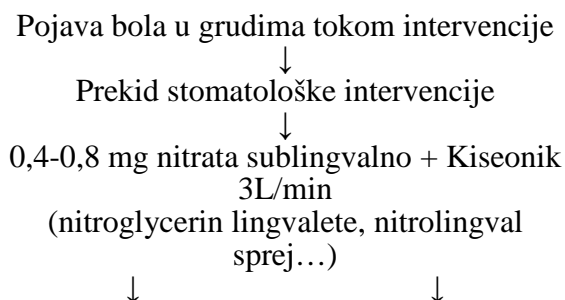 Pojava bola u grudima tokom intervencije
↓
Prekid stomatološke intervencije
↓
0,4-0,8 mg nitrata sublingvalno + Kiseonik
3L/min
(nitroglycerin lingvalete, nitrolingval
sprej…)
↓ ↓